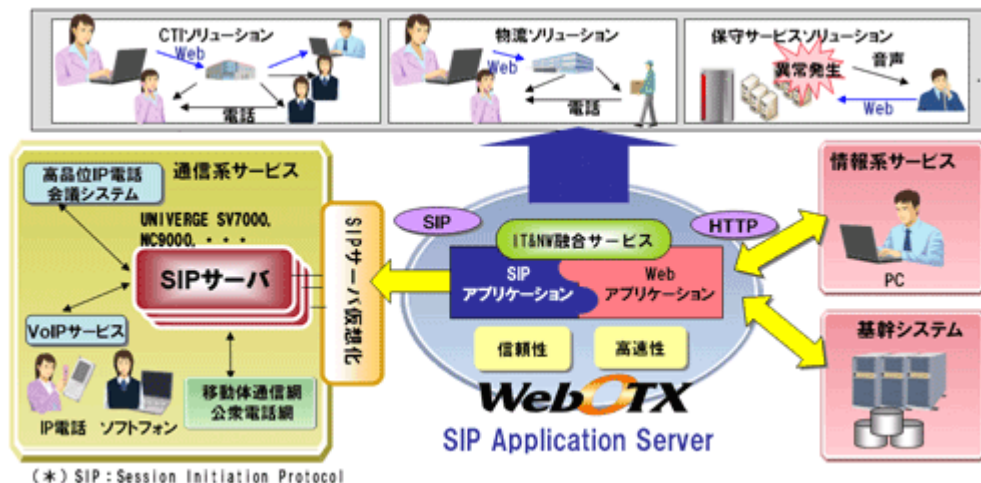 CTIソリューション
Web
電話
物流ソリューション
Web
電話
保守サービスソリューション
異常発生
音声
Web
通信系サービス
高品位IP電話
会議システム
UNIVERGE SV7000,
NC9000, ・・・
SIPサーバ
VoIPサービス
IP電話
ソフトフォン
移動体通信網
公衆電話網
SIPサーバ仮想化
SIP
HTTP
IT&NW融合サービス
SIP
アプリケーション
Web
アプリケーション
信頼性
高速性
WebOTX
SIP Application Server
情報系サービス
PC
基幹システム
(*) SIP:Session Initiation Protocol